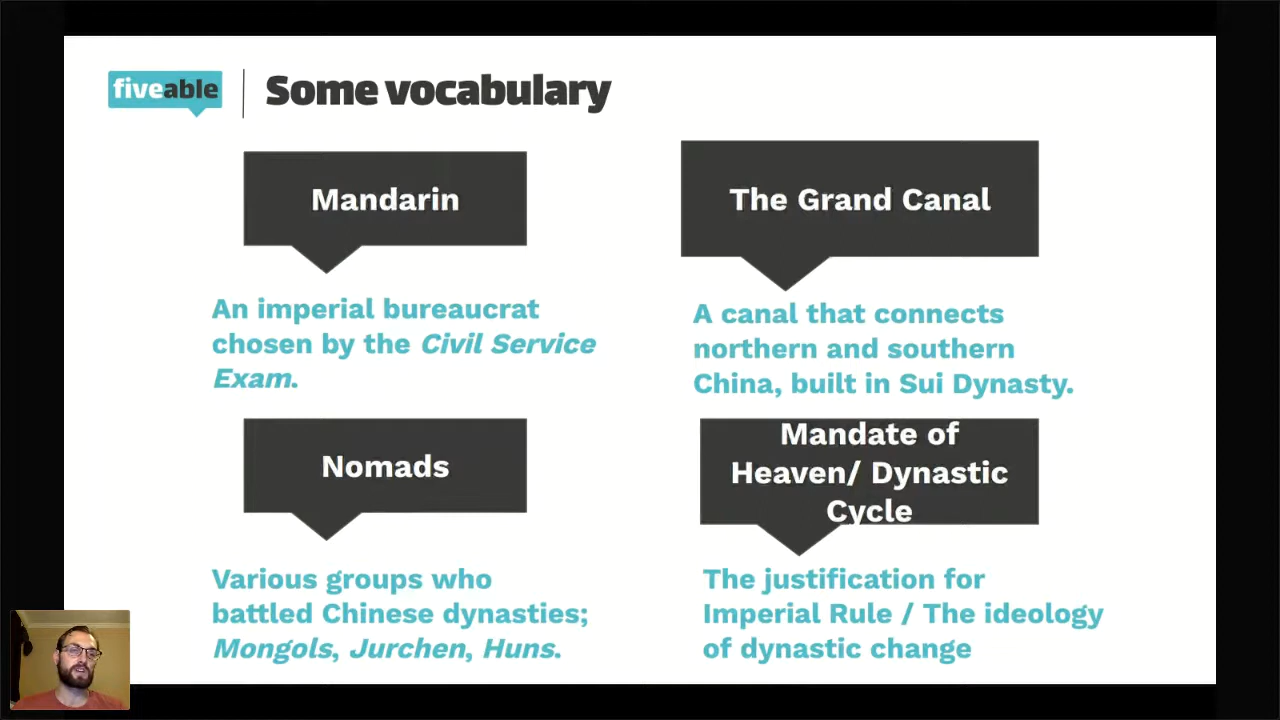 fiveable
Some vocabulary
Mandarin
An imperial bureaucrat
chosen by the Civil Service
Exam.
The Grand Canal
A canal that connects
northern and southern
China, built in Sui Dynasty.
Nomads
Various groups who
battled Chinese dynasties;
Mongols, Jurchen, Huns.
Mandate of
Heaven/ Dynastic
Cycle
The justification for
Imperial Rule / The ideology
of dynastic change